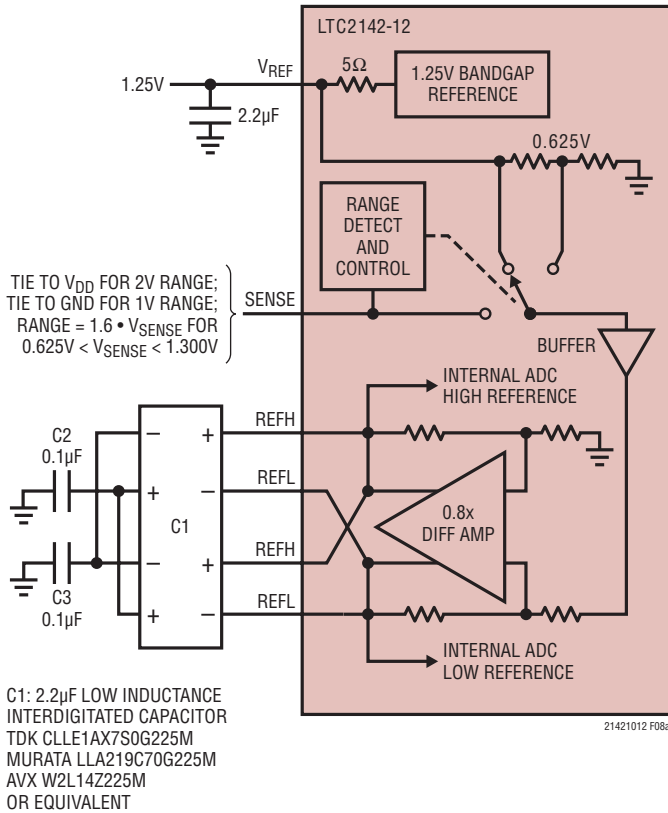 LTC2142-12
VREF
5Ω
1.25V BANDGAP
REFERENCE
1.25V
2.2µF
0.625V
RANGE
DETECT
AND
CONTROL
TIE TO VDD FOR 2V RANGE;
TIE TO GND FOR 1V RANGE;
RANGE = 1.6 • VSENSE FOR
0.625V < VSENSE < 1.300V
SENSE
BUFFER
INTERNAL ADC
HIGH REFERENCE
REFH
C2
0.1µF
– +
REFL
+ –
0.8x
DIFF AMP
C1
REFH
– +
C3
0.1µF
REFL
+ –
INTERNAL ADC
LOW REFERENCE
C1: 2.2µF LOW INDUCTANCE
INTERDIGITATED CAPACITOR
TDK CLLE1AX7S0G225M
MURATA LLA219C70G225M
AVX W2L14Z225M
OR EQUIVALENT
21421012 F08a